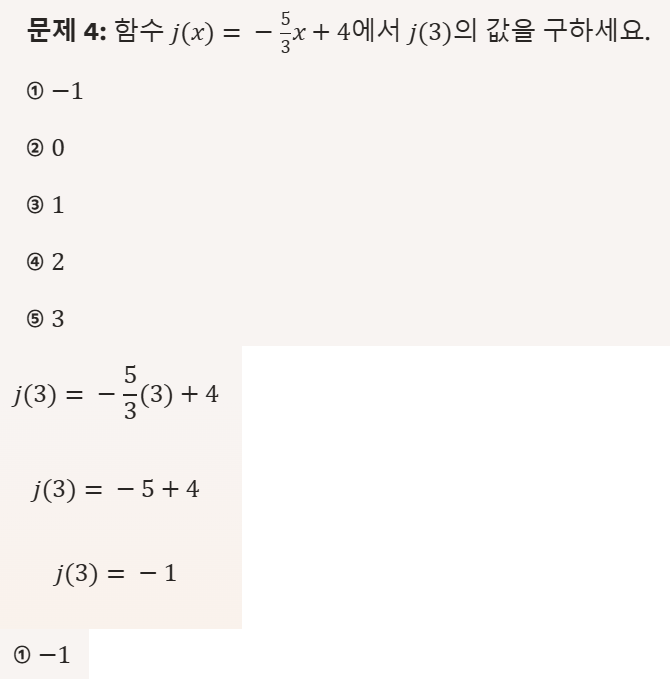 문제 4: 함수 j(x) = −5/3x + 4에서 j(3)의 값을 구하세요.
① −1
② 0
③ 1
④ 2
⑤ 3
j(3) = −5/3(3) + 4
j(3) = −5 + 4
j(3) = −1
① −1